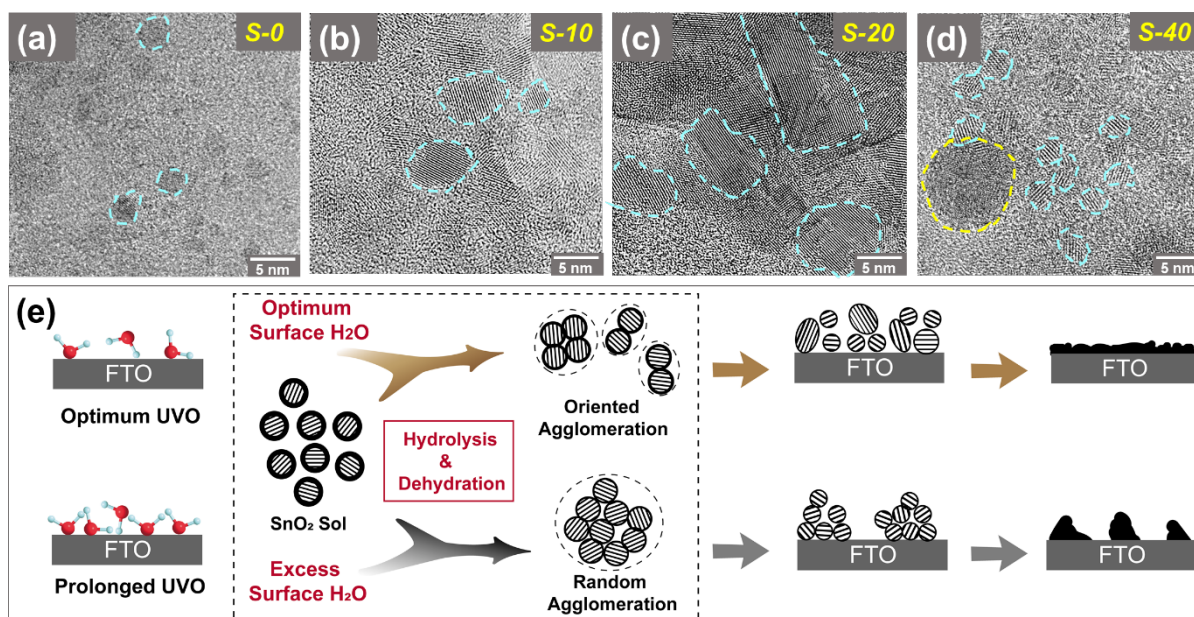 (a)
S-0
5 nm
(b)
S-10
5 nm
(c)
S-20
5 nm
(d)
S-40
5 nm
(e)
FTO
Optimum UVO
FTO
Prolonged UVO
Optimum
Surface H₂O
SnO₂ Sol
Hydrolysis
&
Dehydration
Excess
Surface H₂O
Oriented
Agglomeration
Random
Agglomeration
FTO
FTO
FTO
FTO